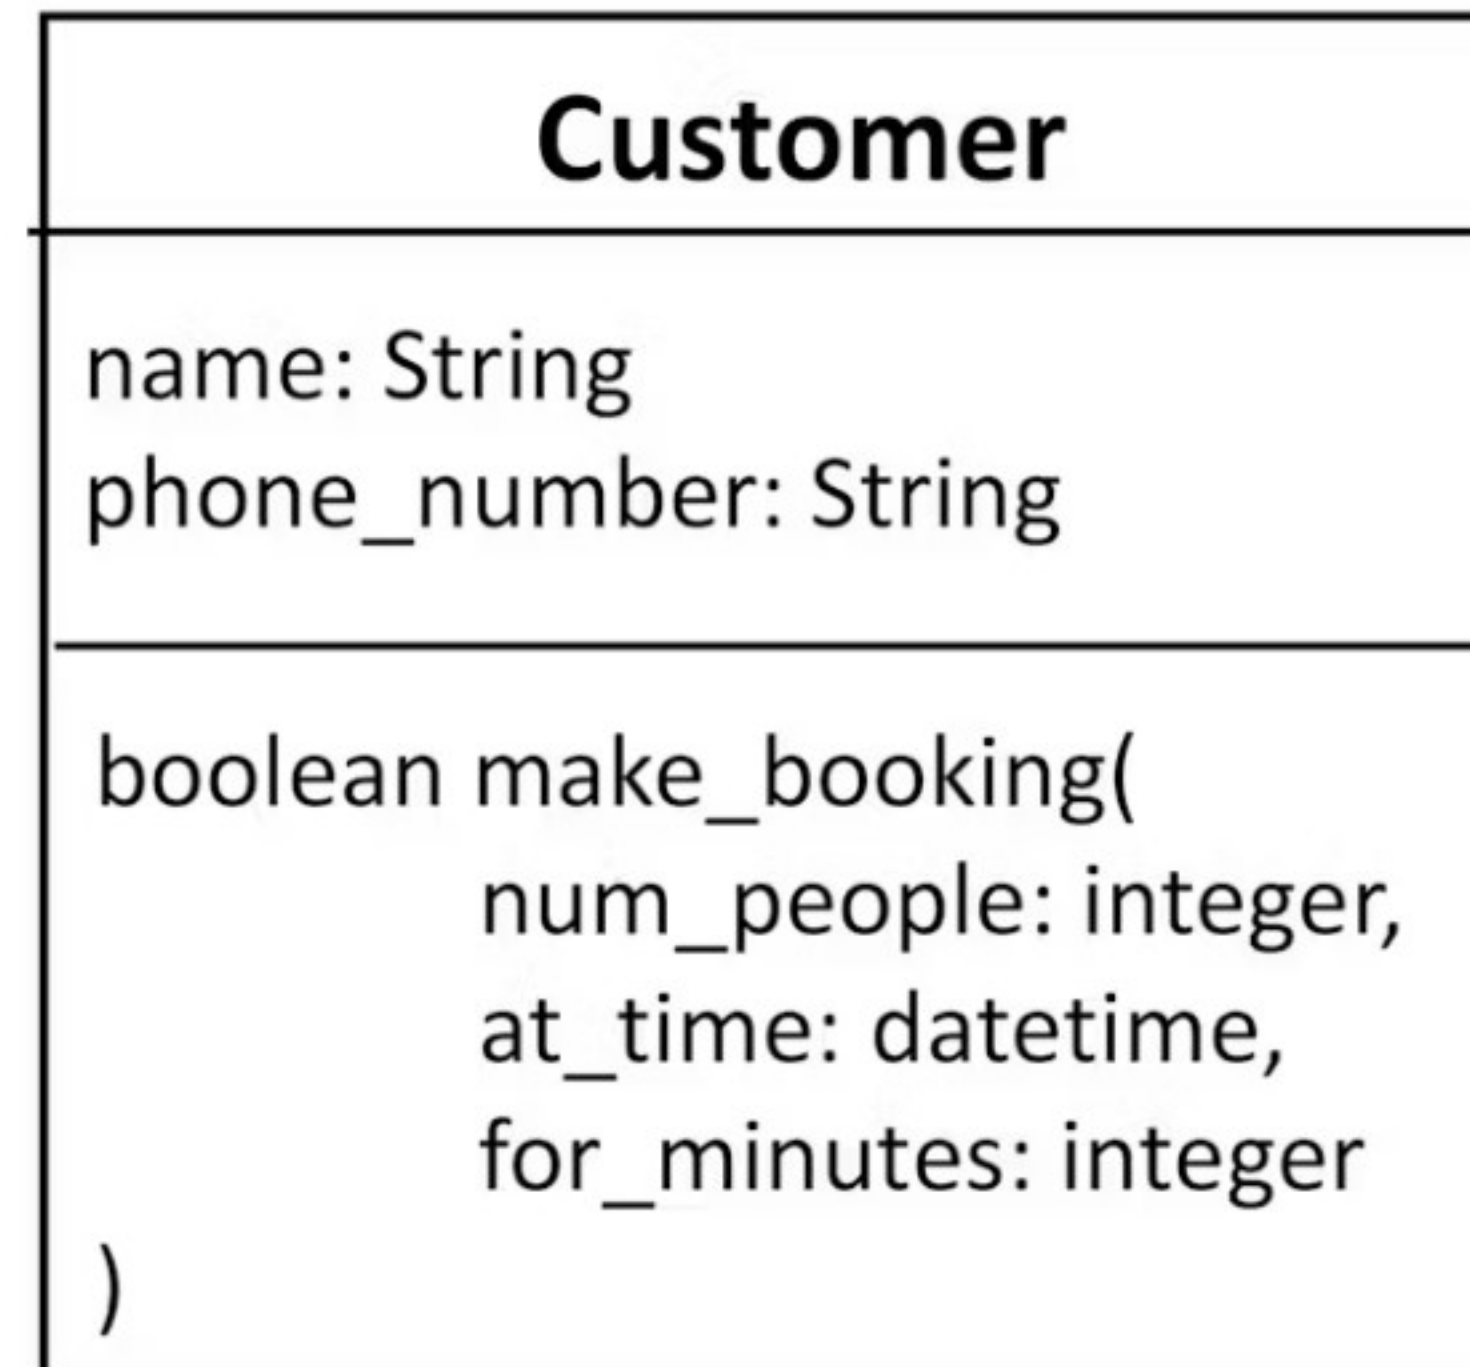 Customer
name: String
phone_number: String
boolean make_booking(
num_people: integer,
at_time: datetime,
for_minutes: integer
)